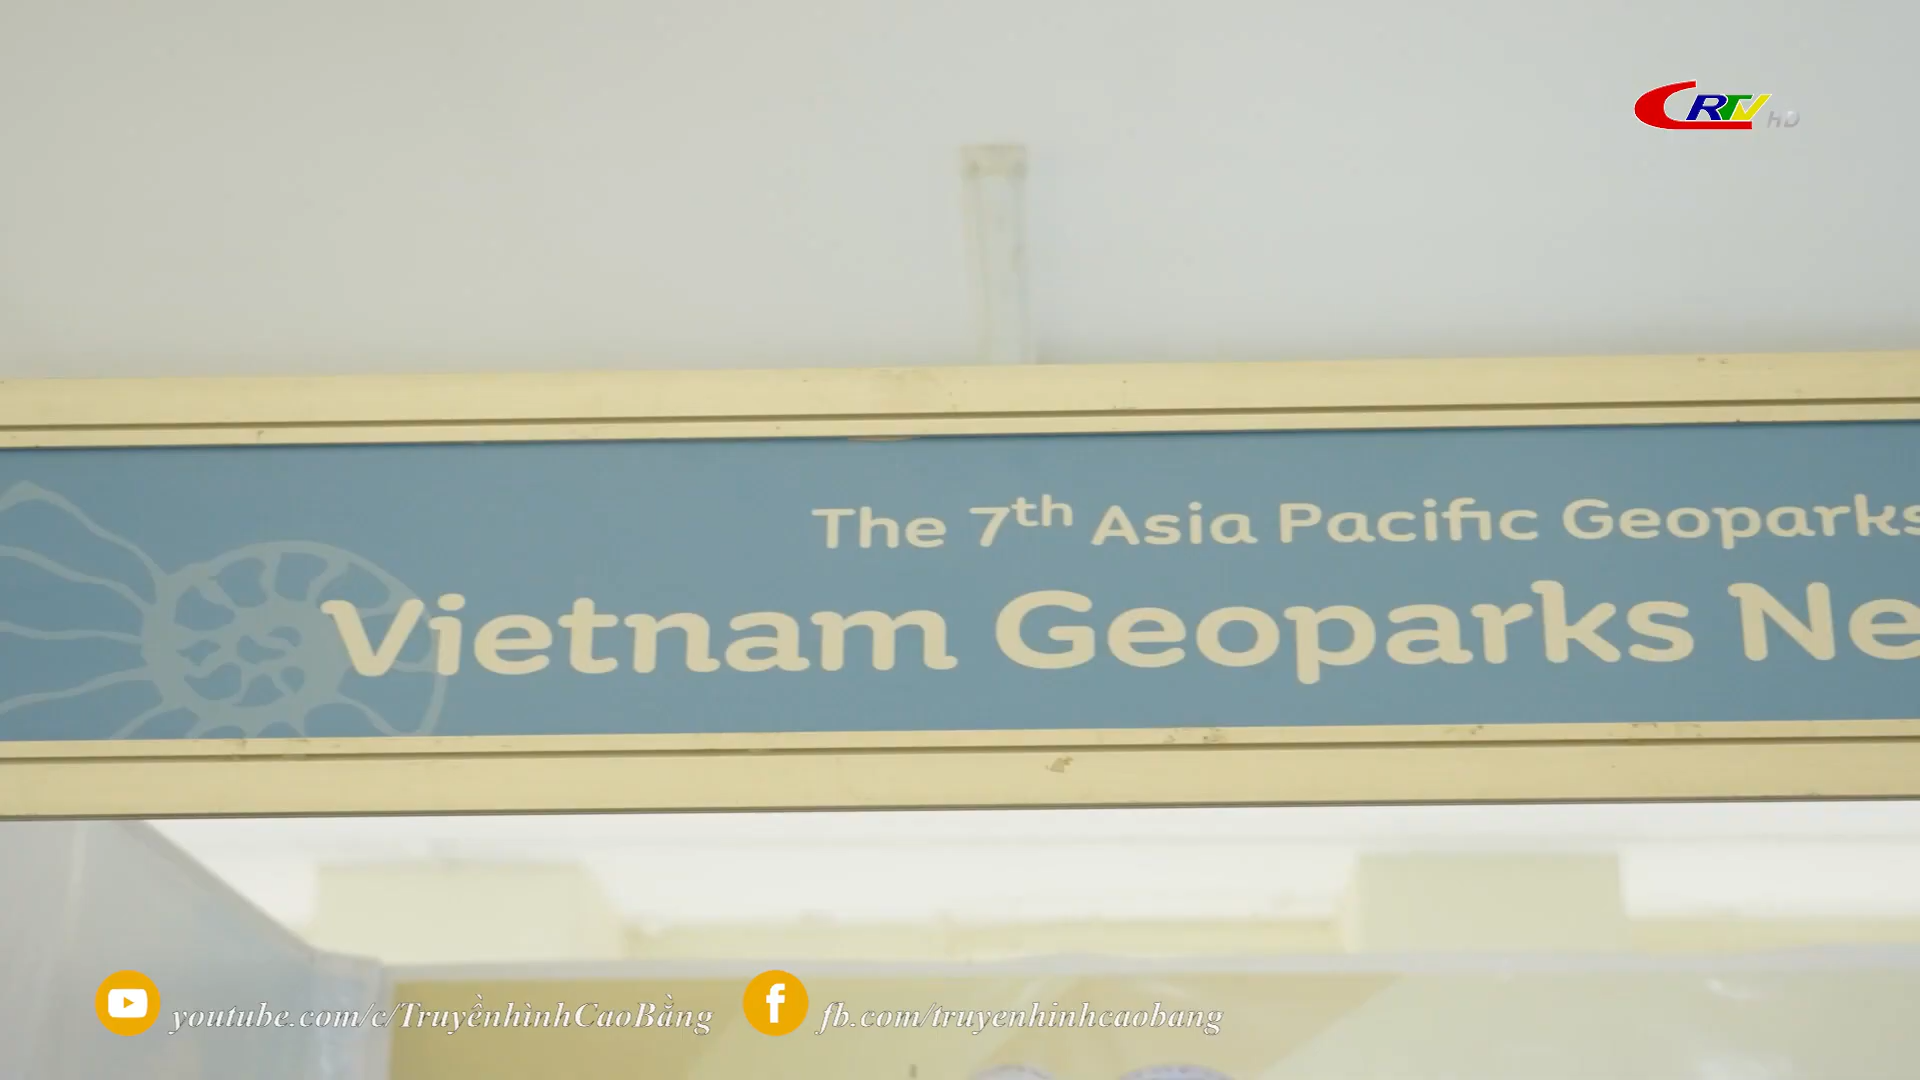 CRTV HD
The 7th Asia Pacific Geoparks
Vietnam Geoparks Ne
youtube.com/c/TruyềnhìnhCaoBằng
fb.com/truyenhinhcaobang